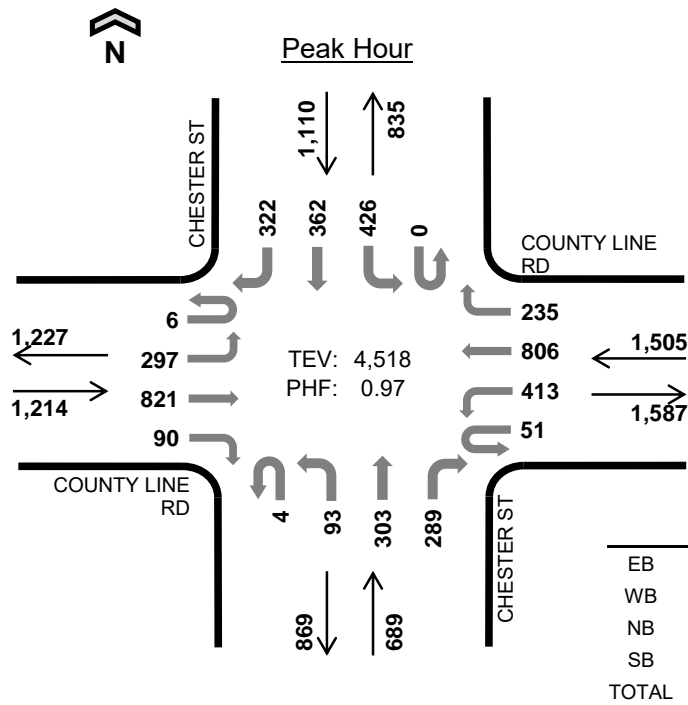 N
Peak Hour
1,110
835
CHESTER ST
322
362
426
0
COUNTY LINE
RD
6
235
1,227
297
TEV: 4,518
806
1,505
821
PHF: 0.97
413
1,214
1,587
90
51
COUNTY LINE
RD
4
93
303
289
CHESTER ST
869
689
EB
WB
NB
SB
TOTAL